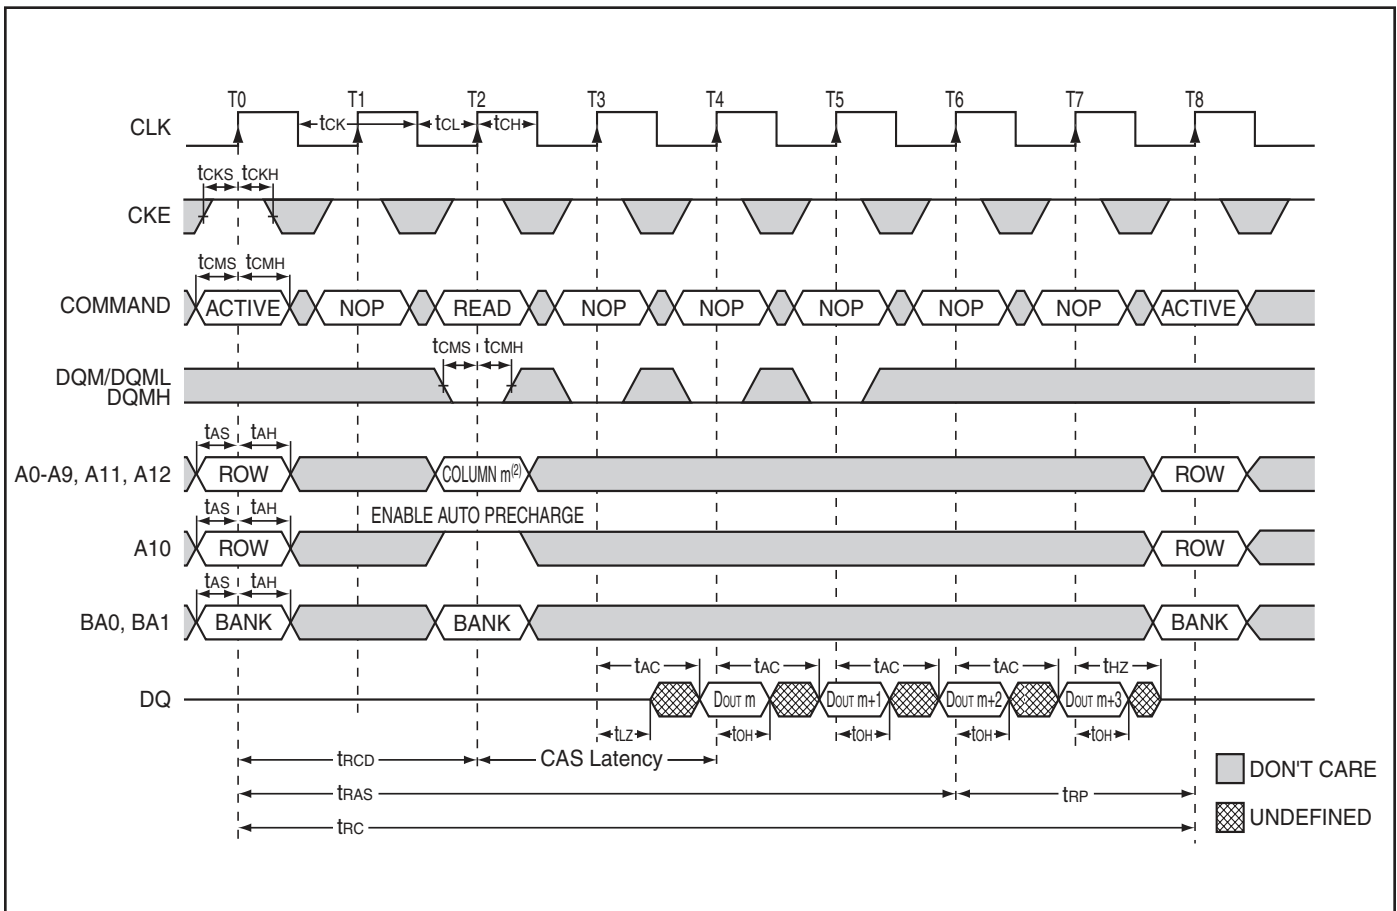 T0 T1 T2 T3 T4 T5 T6 T7 T8
CLK tCK tCL tCH
tCKS tCKH
CKE
tCMS tCMH
COMMAND ACTIVE NOP READ NOP NOP NOP NOP NOP ACTIVE
tCMS tCMH
DQM/DQML
DQMH
tAS tAH
A0-A9, A11, A12 ROW COLUMN m(2) ROW
tAS tAH ENABLE AUTO PRECHARGE
A10 ROW ROW
tAS tAH
BA0, BA1 BANK BANK BANK
tAC tAC tAC tAC tHZ
DQ DOUT m DOUT m+1 DOUT m+2 DOUT m+3
tLZ tOH tOH tOH tOH
tRCD CAS Latency
DON'T CARE
tRAS tRP
UNDEFINED
tRC